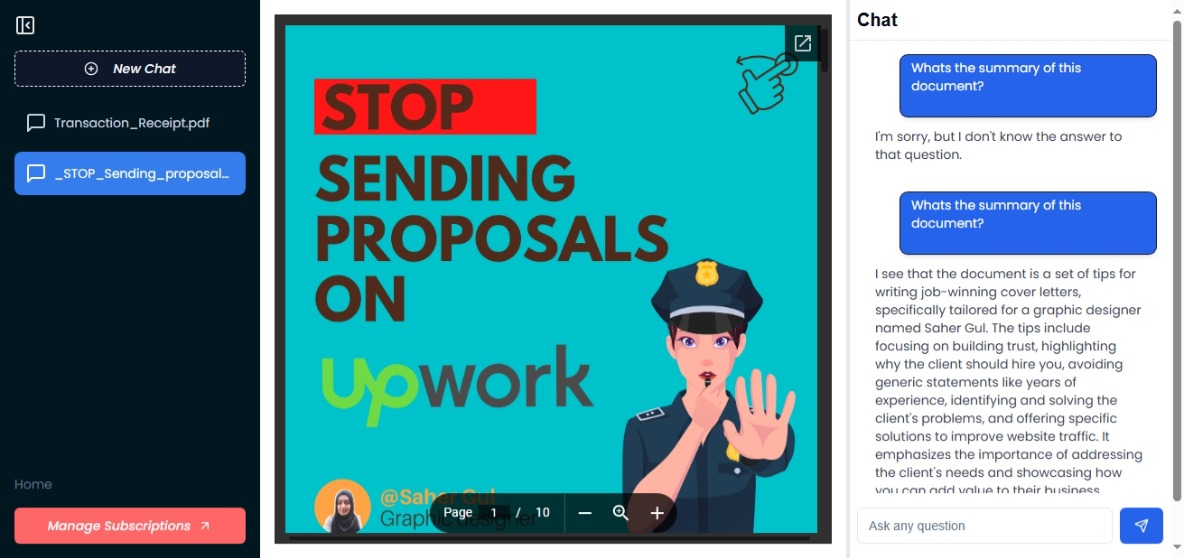 New Chat
Transaction_Receipt.pdf
_STOP_Sending_proposal...
Home
Manage Subscriptions
STOP
SENDING
PROPOSALS
ON
upwork
@Saher Gul
Graphic designer
Page 1 / 10
Chat
Whats the summary of this
document?
I'm sorry, but I don't know the answer to
that question.
Whats the summary of this
document?
I see that the document is a set of tips for
writing job-winning cover letters,
specifically tailored for a graphic designer
named Saher Gul. The tips include
focusing on building trust, highlighting
why the client should hire you, avoiding
generic statements like years of
experience, identifying and solving the
client's problems, and offering specific
solutions to improve website traffic. It
emphasizes the importance of addressing
the client's needs and showcasing how
you can add value to their business.
Ask any question